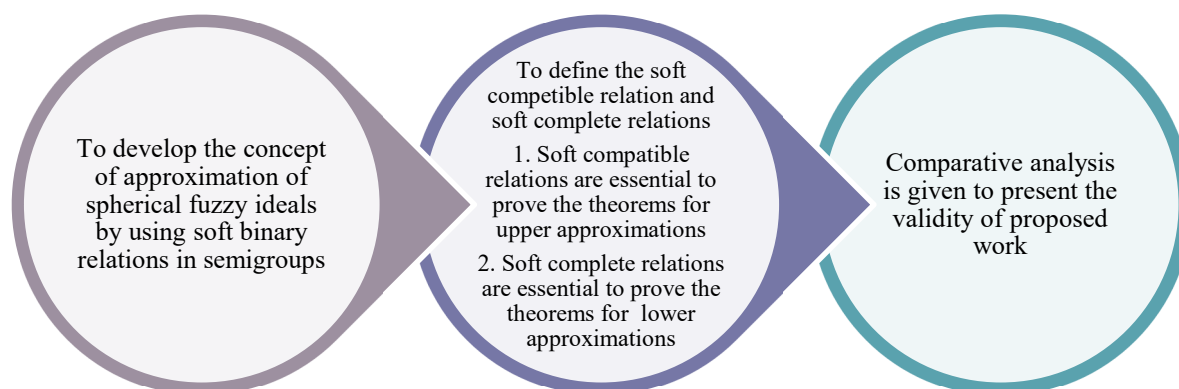 To develop the concept
of approximation of
spherical fuzzy ideals
by using soft binary
relations in semigroups
To define the soft
competible relation and
soft complete relations
1. Soft compatible
relations are essential to
prove the theorems for
upper approximations
2. Soft complete relations
are essential to prove the
theorems for lower
approximations
Comparative analysis
is given to present the
validity of proposed
work